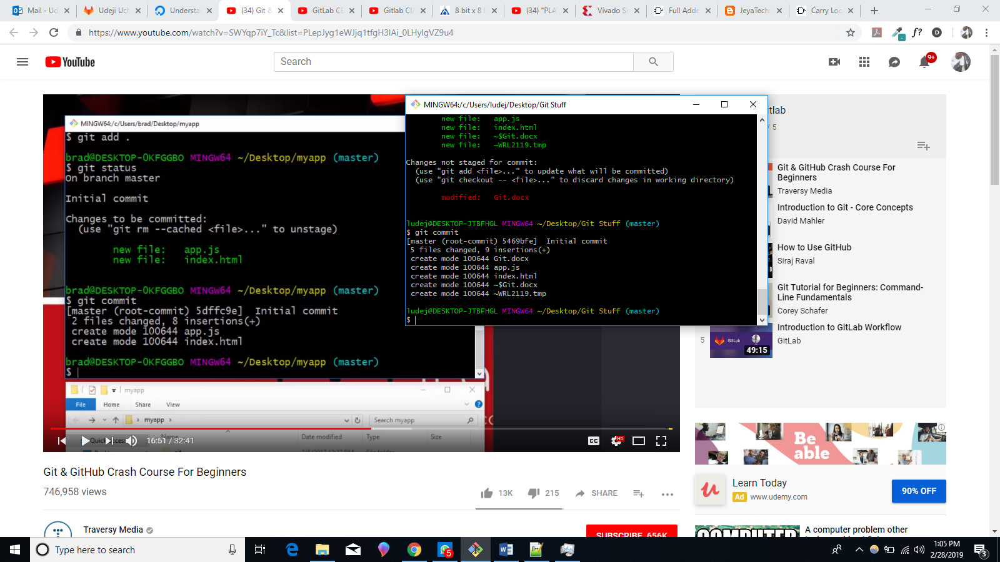 Mail - Ud
Udeji Uch
Understa
(34) Git &
GitLab CE
Gitlab CI/
8 bit x 8 b
(34) "PLA
Vivado Si
Full Adde
JeyaTech
Carry Loo
https://www.youtube.com/watch?v=SWYqp7iY_Tc&list=PLepJyg1eWJjq1tfgH3IAi_0LHyIgVZ9u4
f?
D
YouTube
Search
9+
MINGW64:/c/Users/brad/Desktop/myapp
$ git add .
brad@DESKTOP-0KFGGBO MINGW64 ~/Desktop/myapp (master)
$ git status
On branch master
Initial commit
Changes to be committed:
(use "git rm --cached <file>..." to unstage)
new file: app.js
new file: index.html
brad@DESKTOP-0KFGGBO MINGW64 ~/Desktop/myapp (master)
$ git commit
[master (root-commit) 5dffc9e] Initial commit
2 files changed, 8 insertions(+)
create mode 100644 app.js
create mode 100644 index.html
brad@DESKTOP-0KFGGBO MINGW64 ~/Desktop/myapp (master)
$
myapp
File Home Share View
myapp
Search myapp
Quick
Name
Date modified
Type
Size
16:51 / 32:41
CC
HD
MINGW64:/c/Users/ludej/Desktop/Git Stuff
new file: app.js
new file: index.html
new file: ~$Git.docx
new file: ~WRL2119.tmp
Changes not staged for commit:
(use "git add <file>..." to update what will be committed)
(use "git checkout -- <file>..." to discard changes in working directory)
modified: Git.docx
ludej@DESKTOP-JTBFHGL MINGW64 ~/Desktop/Git Stuff (master)
$ git commit
[master (root-commit) 5469bfe] Initial commit
5 files changed, 9 insertions(+)
create mode 100644 Git.docx
create mode 100644 app.js
create mode 100644 index.html
create mode 100644 ~$Git.docx
create mode 100644 ~WRL2119.tmp
ludej@DESKTOP-JTBFHGL MINGW64 ~/Desktop/Git Stuff (master)
$
tlab
/ 5
Git & GitHub Crash Course For
Beginners
Traversy Media
Introduction to Git - Core Concepts
David Mahler
How to Use GitHub
Siraj Raval
Git Tutorial for Beginners: Command-
Line Fundamentals
Corey Schafer
5
GitLab
49:15
Introduction to GitLab Workflow
GitLab
Be
able
Learn Today
Ad www.udemy.com
90% OFF
COMPUTER
A computer problem other
Git & GitHub Crash Course For Beginners
746,958 views
13K
215
SHARE
Traversy Media
SUBSCRIBE 656K
Type here to search
5
1:05 PM
2/28/2019
3